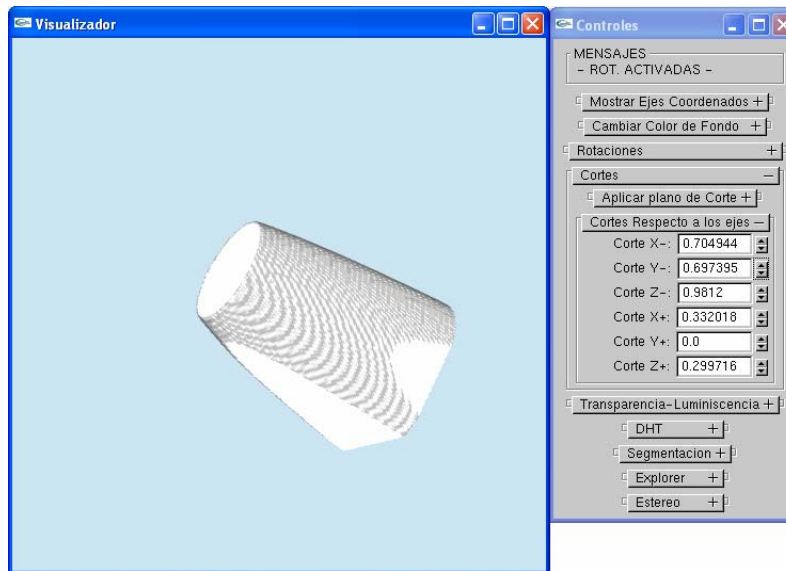 Visualizador
Controles
MENSAJES
- ROT. ACTIVADAS -
Mostrar Ejes Coordenados +
Cambiar Color de Fondo +
Rotaciones +
Cortes -
Aplicar plano de Corte +
Cortes Respecto a los ejes -
Corte X-: 0.704944
Corte Y-: 0.697395
Corte Z-: 0.9812
Corte X+: 0.332018
Corte Y+: 0.0
Corte Z+: 0.299716
Transparencia-Luminiscencia +
DHT +
Segmentacion +
Explorer +
Estereo +